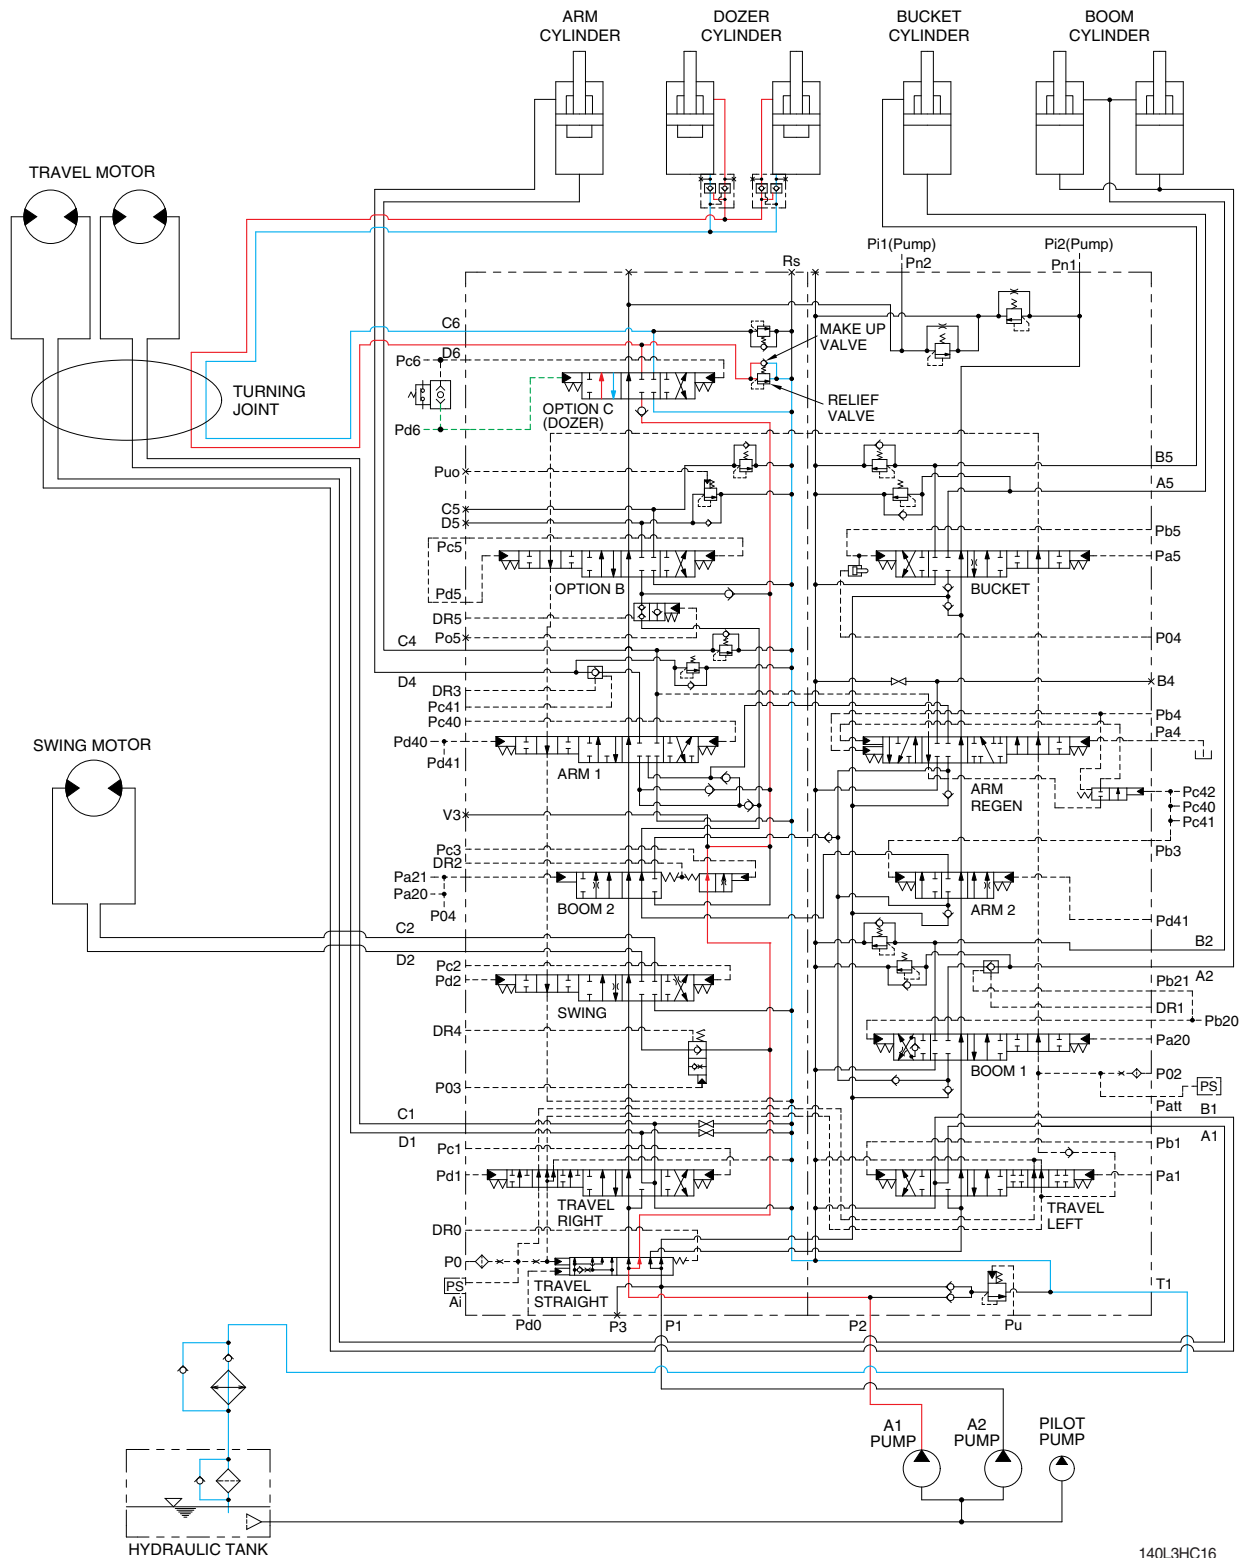 ARM
CYLINDER
DOZER
CYLINDER
BUCKET
CYLINDER
BOOM
CYLINDER
TRAVEL MOTOR
TURNING
JOINT
SWING MOTOR
Pi1(Pump)
Pn2
Pi2(Pump)
Pn1
Rs
C6
D6
Pc6
Pd6
MAKE UP
VALVE
RELIEF
VALVE
OPTION C
(DOZER)
Puo
C5
D5
Pc5
Pd5
DR5
Po5
C4
D4
OPTION B
B5
A5
Pb5
Pa5
BUCKET
P04
B4
DR3
Pc41
Pc40
Pd40
Pd41
ARM 1
Pb4
Pa4
ARM
REGEN
Pc42
Pc40
Pc41
V3
Pc3
DR2
Pa21
Pa20
P04
BOOM 2
Pb3
ARM 2
Pd41
C2
D2
Pc2
Pd2
SWING
B2
A2
Pb21
DR1
Pb20
Pa20
BOOM 1
DR4
P03
P02
PS
Patt
C1
D1
Pc1
Pd1
TRAVEL
RIGHT
B1
A1
Pb1
Pa1
TRAVEL
LEFT
DR0
P0
PS
Ai
TRAVEL
STRAIGHT
T1
Pd0
P3
P1
P2
Pu
A1
PUMP
A2
PUMP
PILOT
PUMP
HYDRAULIC TANK
140L3HC16